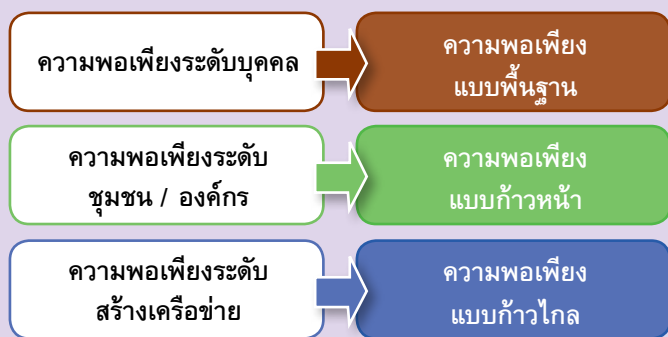 ความพอเพียงระดับบุคคล
ความพอเพียง
แบบพื้นฐาน
ความพอเพียงระดับ
ชุมชน / องค์กร
ความพอเพียง
แบบก้าวหน้า
ความพอเพียงระดับ
สร้างเครือข่าย
ความพอเพียง
แบบก้าวไกล